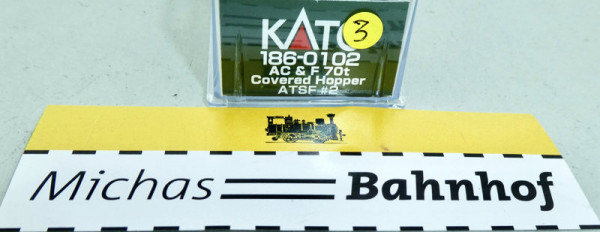 KATO
3
186-0102
AC & F 70t
Covered Hopper
ATSF #2
Michas Bahnhof